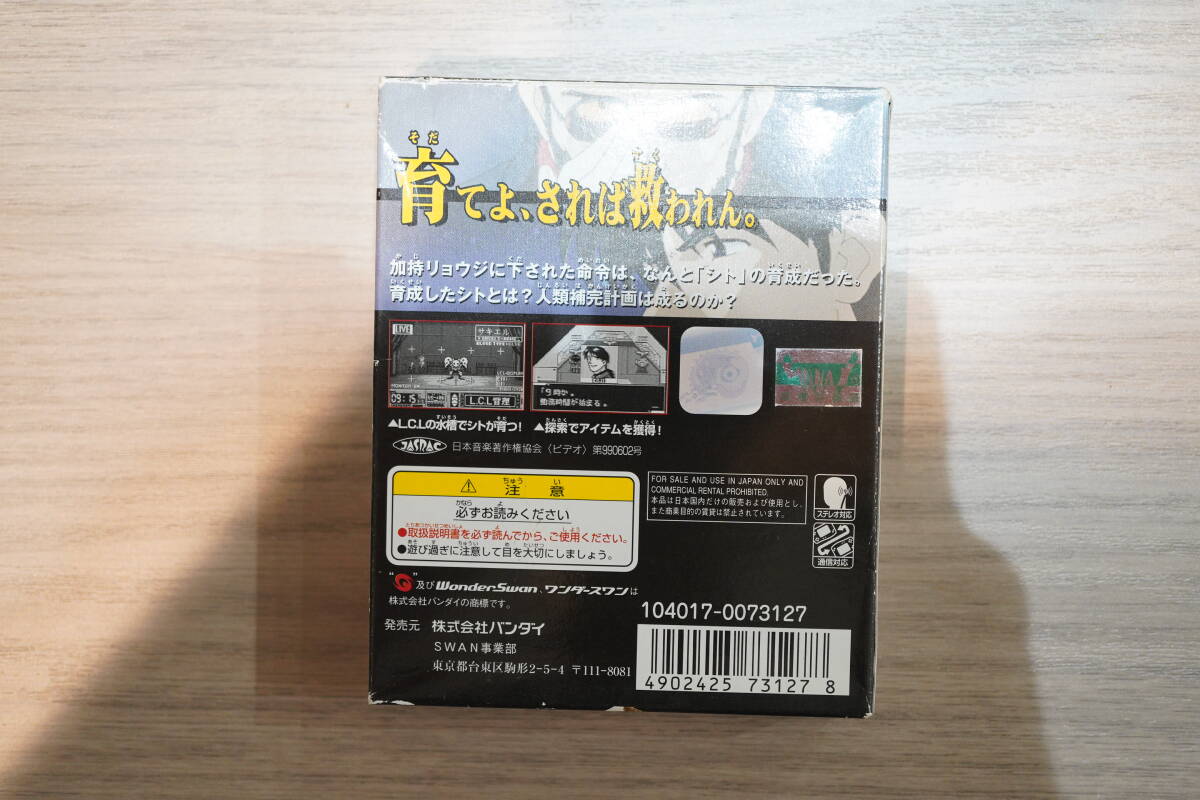 育てよ、されば救われん。
加持リョウジに下された命令は、なんと「シト」の育成だった。
育成したシトとは?人類補完計画は成るのか?
LIVE
サキエル
09:15
L.C.L管理
「9時か。
勤務時間が始まる。
▲L.C.Lの水槽でシトが育つ!
▲探索でアイテムを獲得!
JASRAC 日本音楽著作権協会〈ビデオ〉第990602号
注意
必ずお読みください
●取扱説明書を必ず読んでから、ご使用ください。
●遊び過ぎに注意して目を大切にしましょう。
FOR SALE AND USE IN JAPAN ONLY AND
COMMERCIAL RENTAL PROHIBITED.
本品は日本国内だけの販売および使用とし、
また商業目的の賃貸は禁止されています。
ステレオ対応
通信対応
" "及びWonderSwan、ワンダースワンは
株式会社バンダイの商標です。
発売元 株式会社バンダイ
SWAN事業部
東京都台東区駒形2-5-4 〒111-8081
104017-0073127
4902425 73127 8